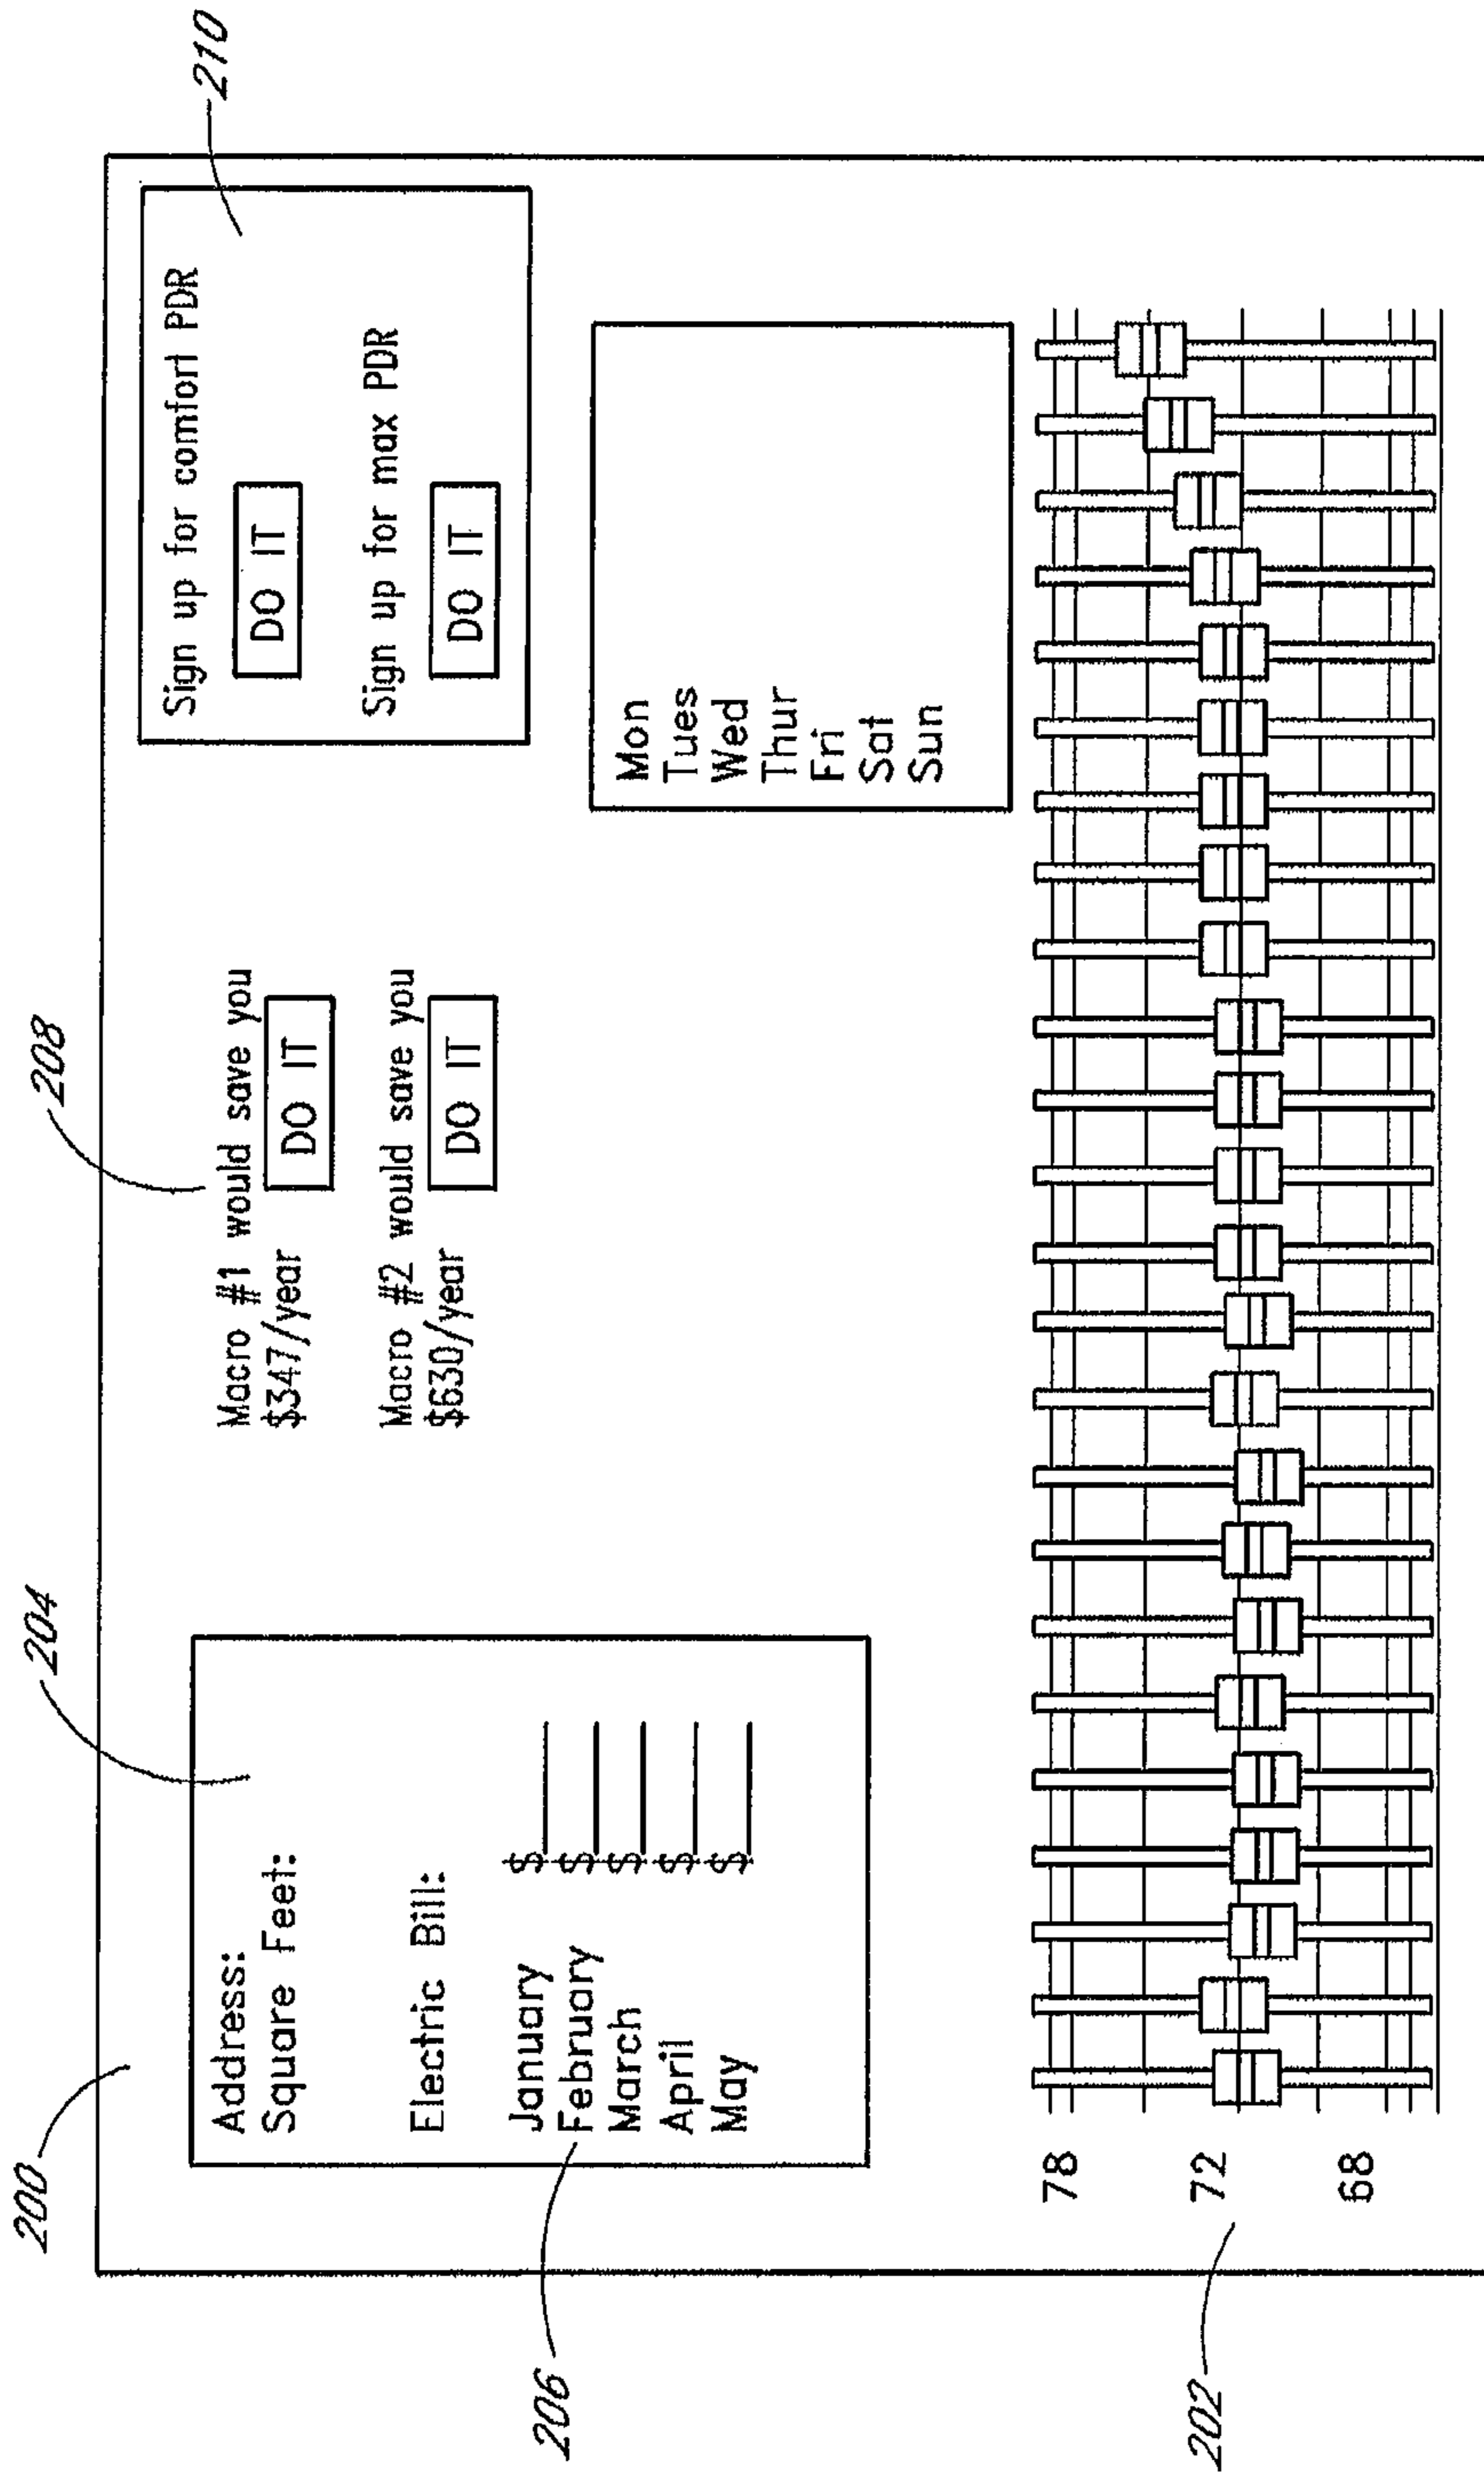 200
204
208
210
Address:
Square Feet:
Electric Bill:
January $
February $
March $
April $
May $
206
Macro #1 would save you
$347/year
DO IT
Macro #2 would save you
$630/year
DO IT
Sign up for comfort PDR
DO IT
Sign up for max PDR
DO IT
Mon
Tues
Wed
Thur
Fri
Sat
Sun
78
72
68
202